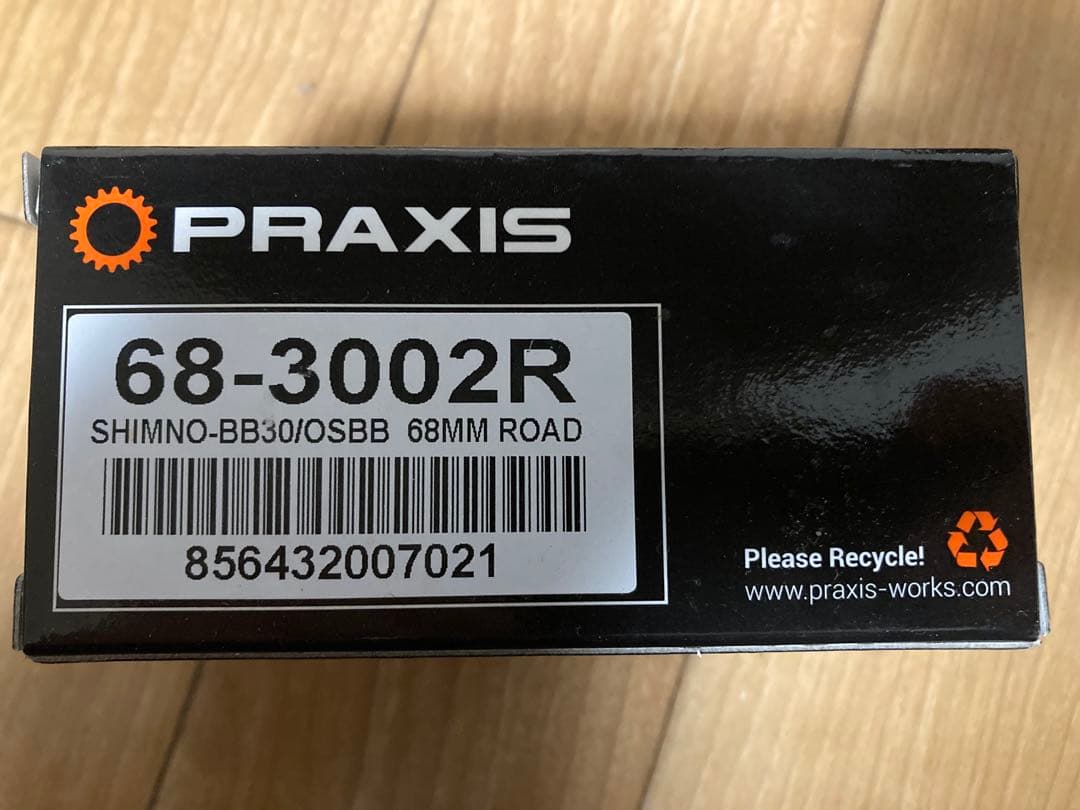 PRAXIS
68-3002R
SHIMNO-BB30/OSBB 68MM ROAD
856432007021
Please Recycle!
www.praxis-works.com